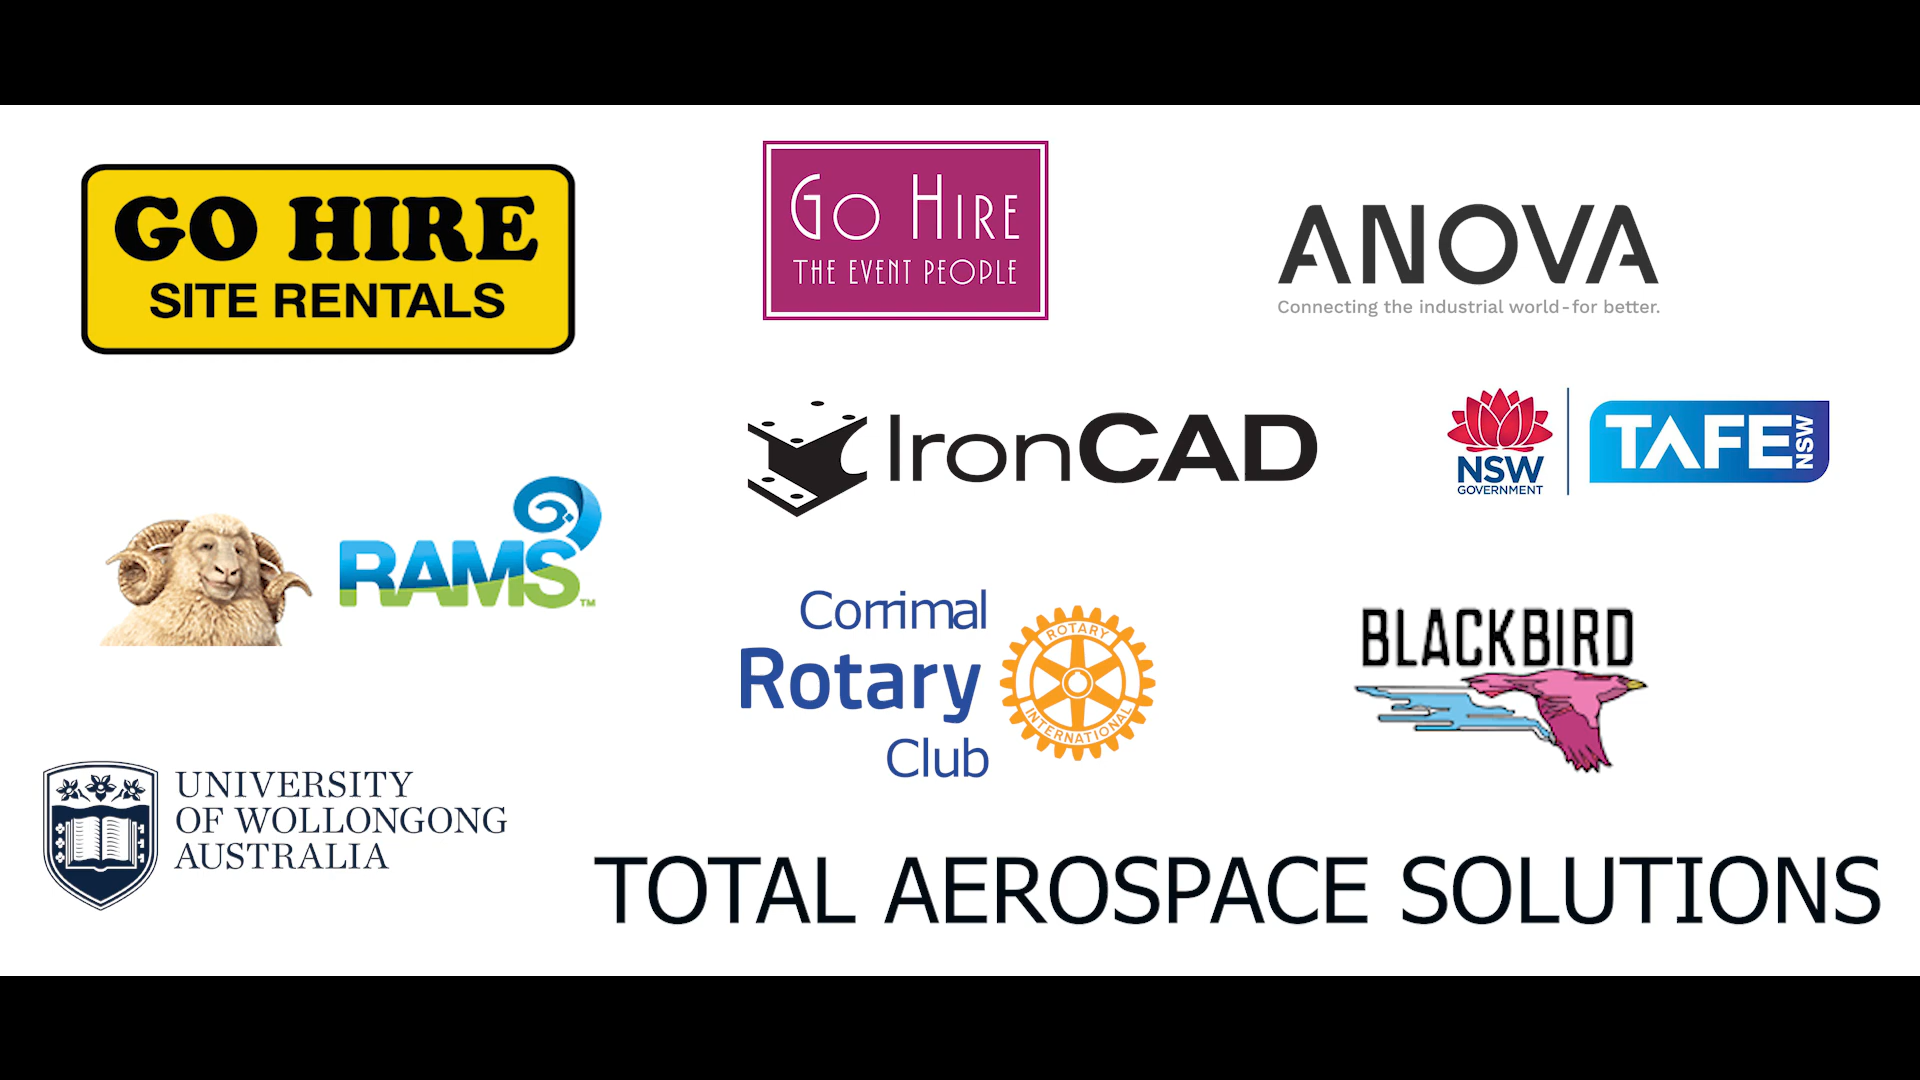 GO HIRE
SITE RENTALS
GO HIRE
THE EVENT PEOPLE
ANOVA
Connecting the industrial world - for better.
IronCAD
NSW
GOVERNMENT
TAFE
NSW
RAMS
TM
Corrimal
Rotary
Club
ROTARY
INTERNATIONAL
BLACKBIRD
UNIVERSITY
OF WOLLONGONG
AUSTRALIA
TOTAL AEROSPACE SOLUTIONS